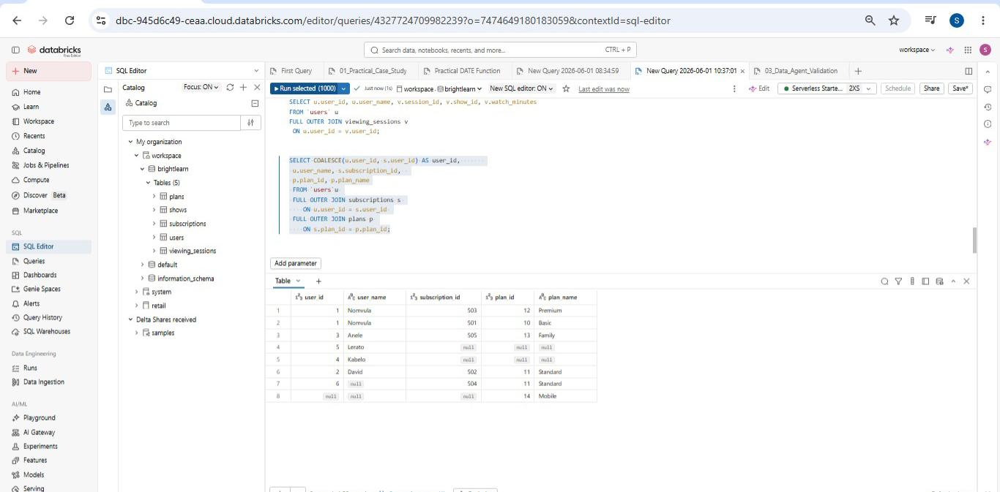 dbc-945d6c49-ceaa.cloud.databricks.com/editor/queries/4327724709982239?o=7474649180183059&contextId=sql-editor
S
databricks
Free Edition
Search data, notebooks, recents, and more...
CTRL + P
workspace
S
New
SQL Editor
First Query
01_Practical_Case_Study
Practical DATE Function
New Query 2026-06-01 08:34:59
New Query 2026-06-01 10:37:01
03_Data_Agent_Validation
Home
Learn
Workspace
Recents
Catalog
Jobs & Pipelines
Compute
Discover Beta
Marketplace
SQL
SQL Editor
Queries
Dashboards
Genie Spaces
Alerts
Query History
SQL Warehouses
Data Engineering
Runs
Data Ingestion
AI/ML
Playground
AI Gateway
Experiments
Features
Models
Serving
Catalog
Focus: ON
Catalog
Type to search
My organization
workspace
brightlearn
Tables (5)
plans
shows
subscriptions
users
viewing_sessions
default
information_schema
system
retail
Delta Shares received
samples
Run selected (1000)
Just now (1s)
workspace.
brightlearn
New SQL editor: ON
Last edit was now
Edit
Serverless Starte... 2XS
Schedule
Share
Save*
SELECT u.user_id, u.user_name, v.session_id, v.show_id, v.watch_minutes
FROM `users` u
FULL OUTER JOIN viewing_sessions v
ON u.user_id = v.user_id;
SELECT COALESCE(u.user_id, s.user_id) AS user_id,
u.user_name, s.subscription_id,
p.plan_id, p.plan_name
FROM `users`u
FULL OUTER JOIN subscriptions s
ON u.user_id = s.user_id
FULL OUTER JOIN plans p
ON s.plan_id = p.plan_id;
Add parameter
Table
user_id user_name subscription_id plan_id plan_name
1 1 Nomvula 503 12 Premium
2 1 Nomvula 501 10 Basic
3 3 Anele 505 13 Family
4 5 Lerato null null null
5 4 Kabelo null null null
6 2 David 502 11 Standard
7 6 null 504 11 Standard
8 null null null 14 Mobile